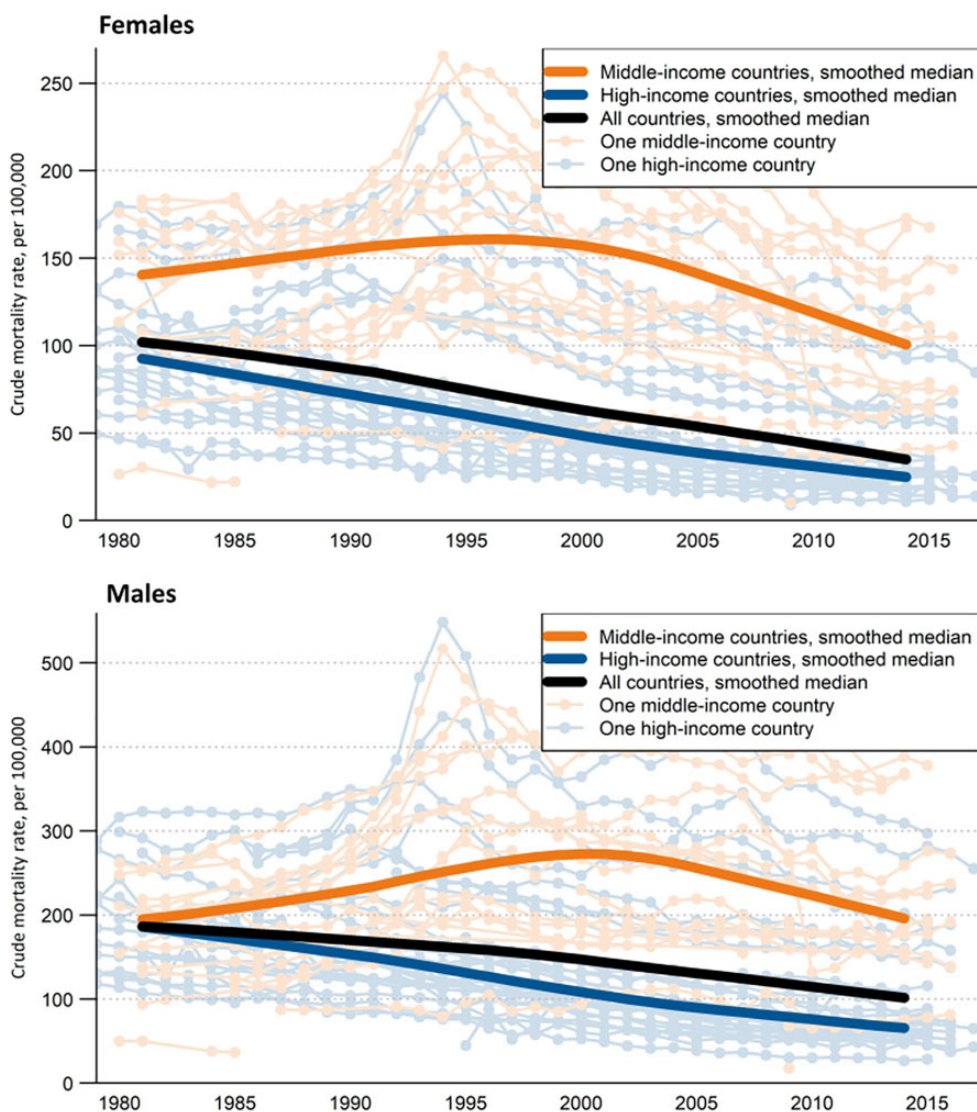 Females
Crude mortality rate, per 100,000
250
200
150
100
50
0
Middle-income countries, smoothed median
High-income countries, smoothed median
All countries, smoothed median
One middle-income country
One high-income country
1980 1985 1990 1995 2000 2005 2010 2015
Males
Crude mortality rate, per 100,000
500
400
300
200
100
0
Middle-income countries, smoothed median
High-income countries, smoothed median
All countries, smoothed median
One middle-income country
One high-income country
1980 1985 1990 1995 2000 2005 2010 2015